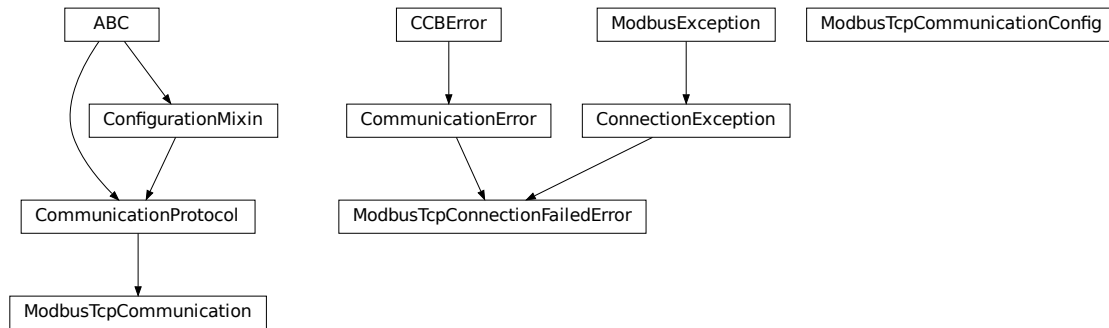 ABC
CCBError
ModbusException
ModbusTcpCommunicationConfig
ConfigurationMixin
CommunicationError
ConnectionException
CommunicationProtocol
ModbusTcpConnectionFailedError
ModbusTcpCommunication